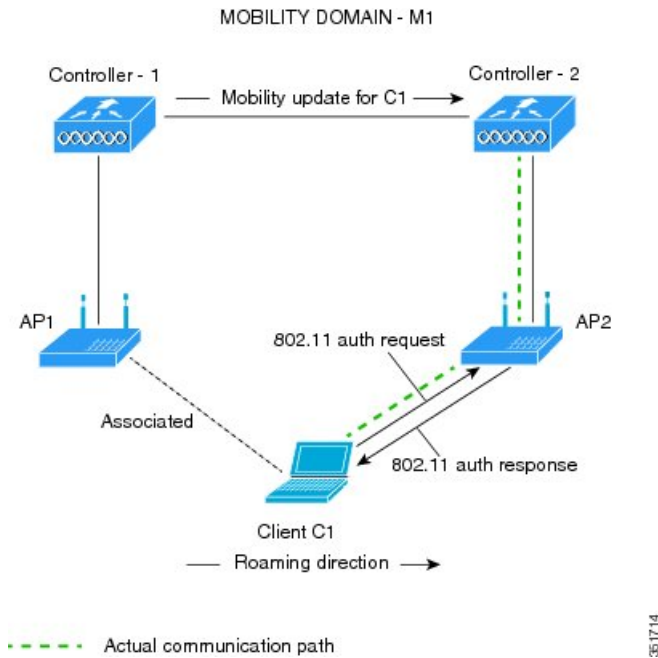 MOBILITY DOMAIN - M1
Controller - 1
Controller - 2
Mobility update for C1
AP1
AP2
802.11 auth request
Associated
802.11 auth response
Client C1
Roaming direction
Actual communication path
351714